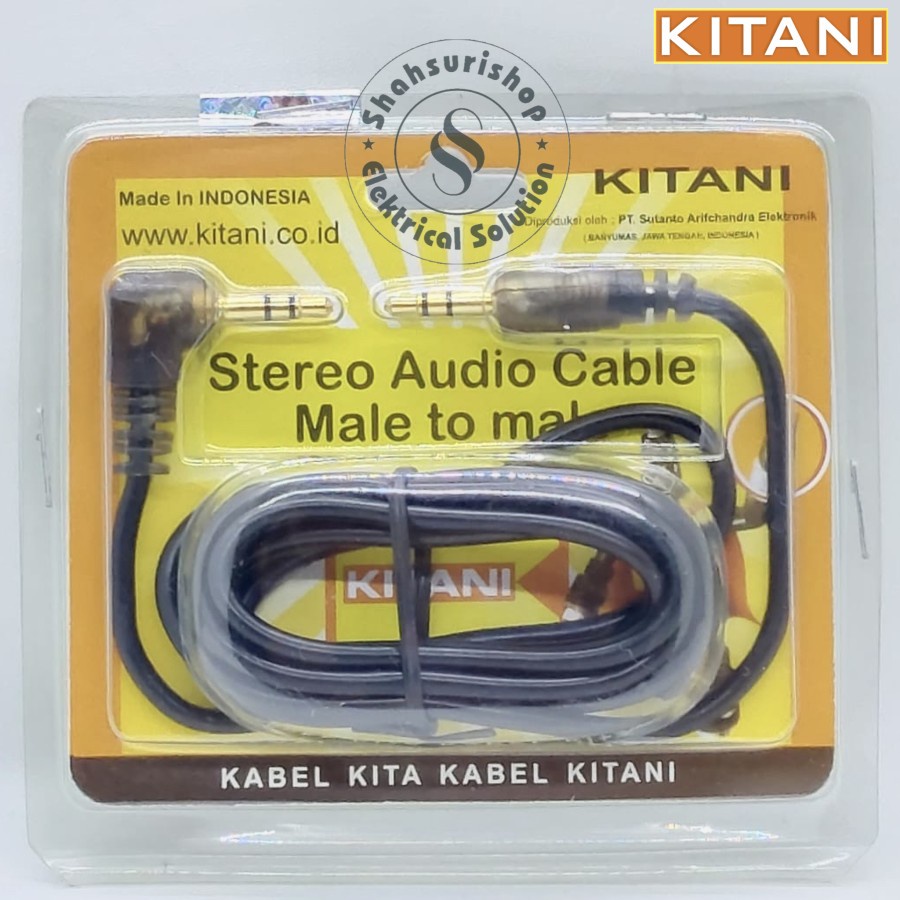 KITANI
Shahsurishop
SS
Elektrical Solution
Made In INDONESIA
www.kitani.co.id
KITANI
Diproduksi oleh : PT. Sutanto Arifchandra Elektronik
( BANYUMAS, JAWA TENGAH, INDONESIA )
Stereo Audio Cable
Male to
KITANI
KABEL KITA KABEL KITANI